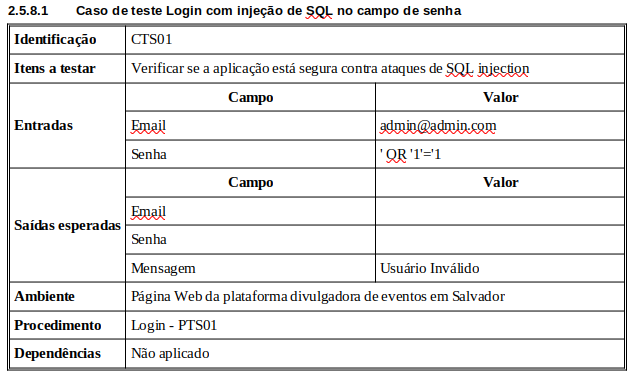 2.5.8.1 Caso de teste Login com injeção de SQL no campo de senha
Identificação CTS01
Itens a testar Verificar se a aplicação está segura contra ataques de SQL injection
Campo Valor
Entradas
Email admin@admin.com
Senha ' OR '1'='1
Campo Valor
Saídas esperadas
Email
Senha
Mensagem Usuário Inválido
Ambiente Página Web da plataforma divulgadora de eventos em Salvador
Procedimento Login - PTS01
Dependências Não aplicado